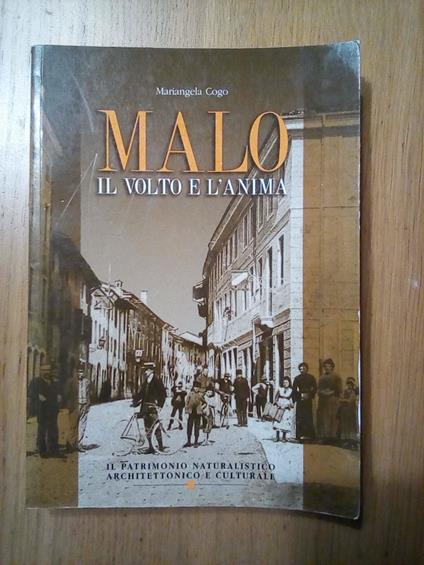 Mariangela Cogo
MALO
IL VOLTO E L'ANIMA
IL PATRIMONIO NATURALISTICO
ARCHITETTONICO E CULTURALE